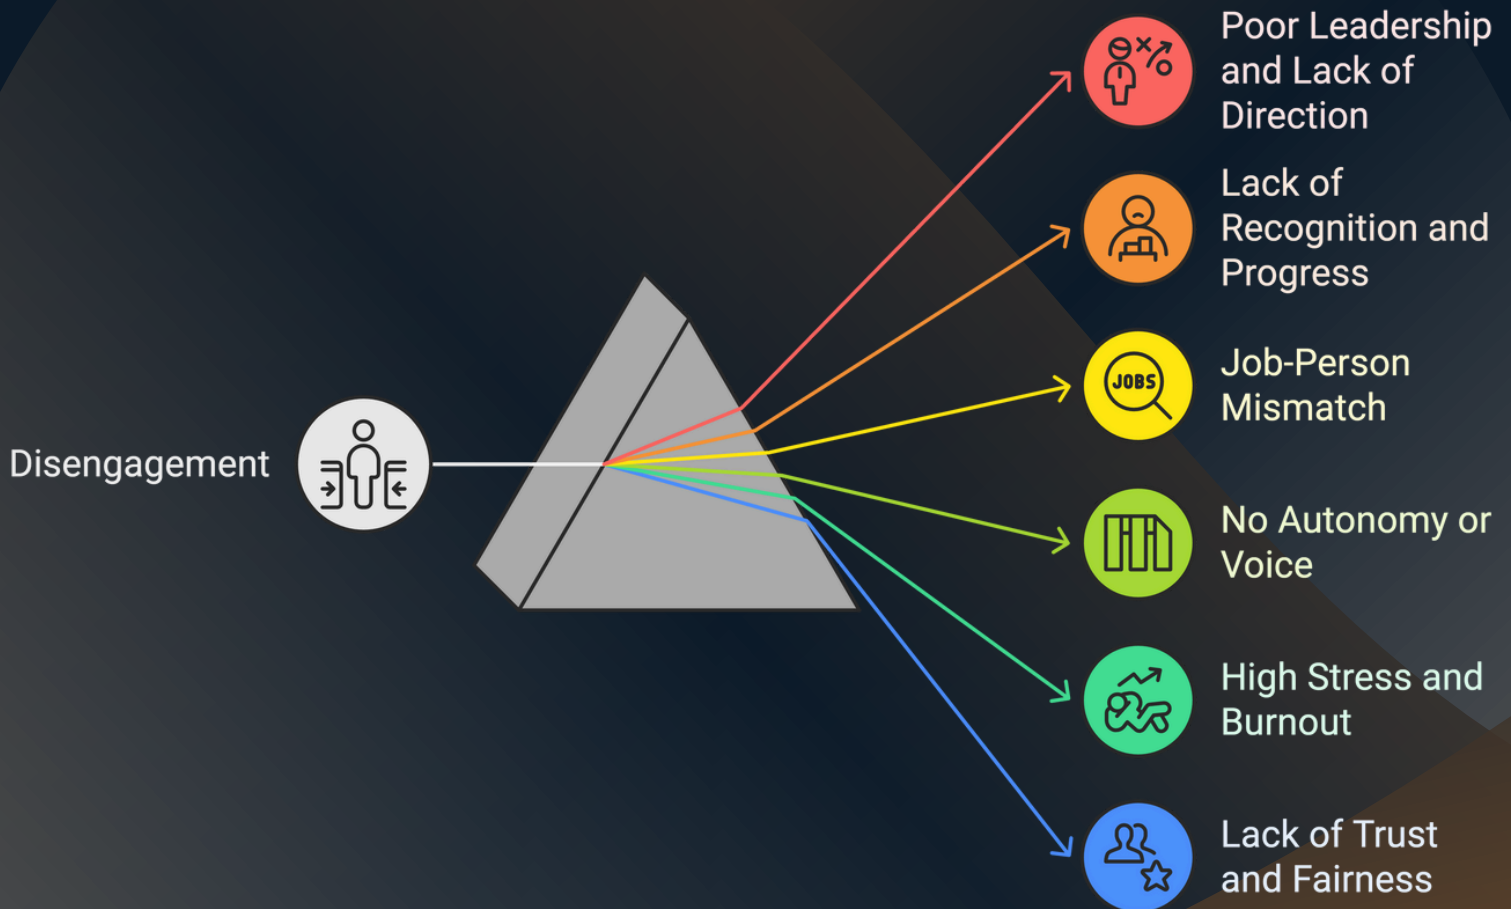 Poor Leadership
and Lack of
Direction
Lack of
Recognition and
Progress
JOBS
Job-Person
Mismatch
Disengagement
No Autonomy or
Voice
High Stress and
Burnout
Lack of Trust
and Fairness